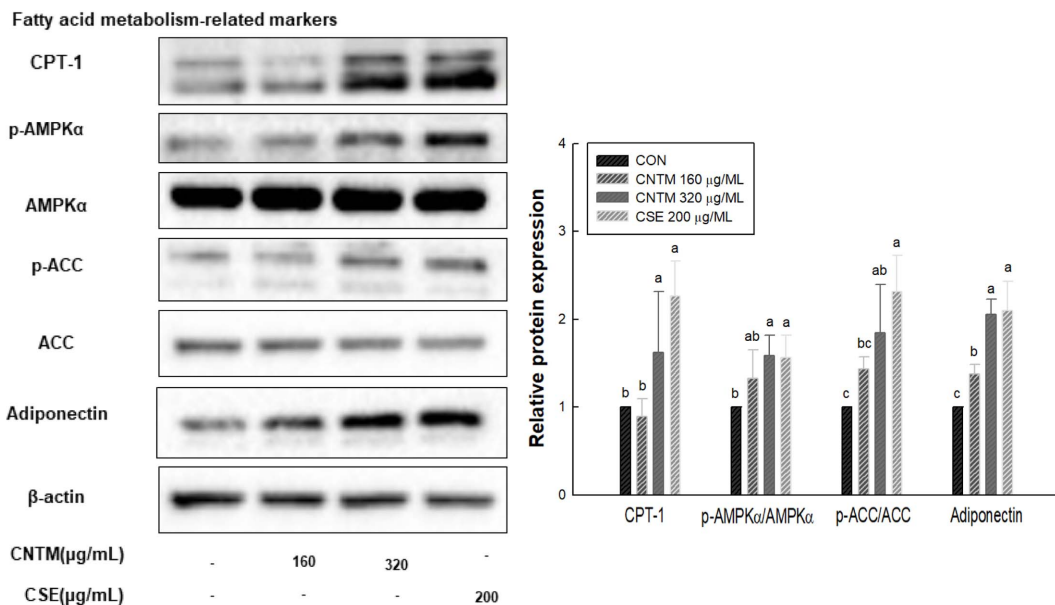 Fatty acid metabolism-related markers
CPT-1
p-AMPKα
AMPKα
p-ACC
ACC
Adiponectin
β-actin
CNTM(μg/mL) - 160 320 -
CSE(μg/mL) - - - 200
Relative protein expression
4
3
2
1
0
CON
CNTM 160 μg/ML
CNTM 320 μg/ML
CSE 200 μg/ML
b b a a
b ab a a
c bc ab a
c b a a
CPT-1 p-AMPKα/AMPKα p-ACC/ACC Adiponectin